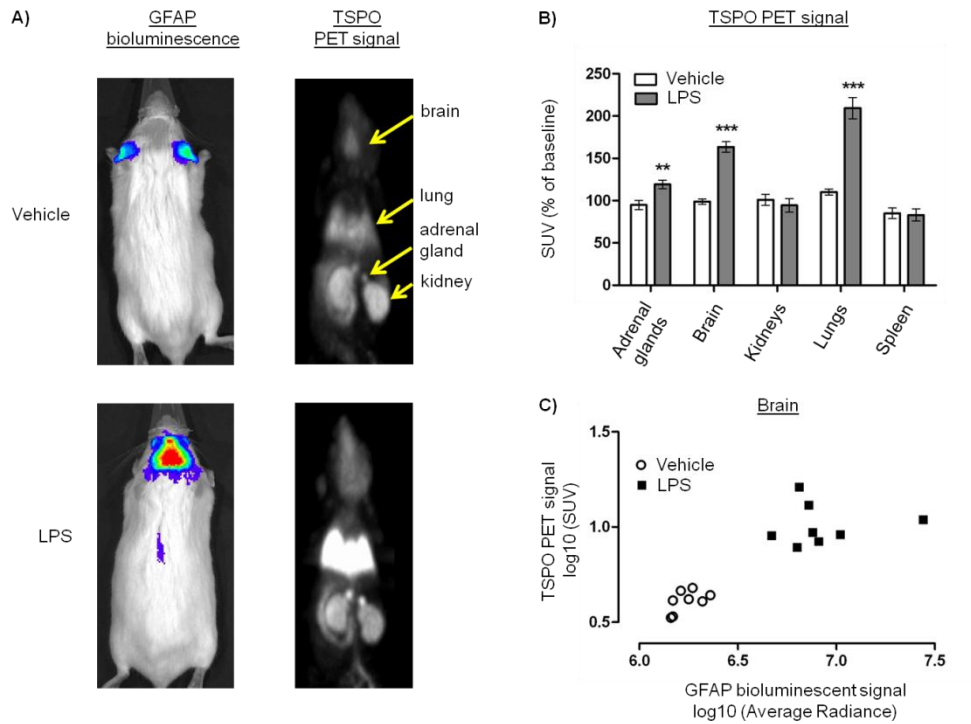 A)
GFAP
bioluminescence
TSPO
PET signal
Vehicle
brain
lung
adrenal
gland
kidney
LPS
B)
TSPO PET signal
SUV (% of baseline)
250
200
150
100
50
0
Vehicle
LPS
**
***
***
Adrenal
glands
Brain
Kidneys
Lungs
Spleen
C)
Brain
TSPO PET signal
log10 (SUV)
1.5
1.0
0.5
Vehicle
LPS
6.0 6.5 7.0 7.5
GFAP bioluminescent signal
log10 (Average Radiance)